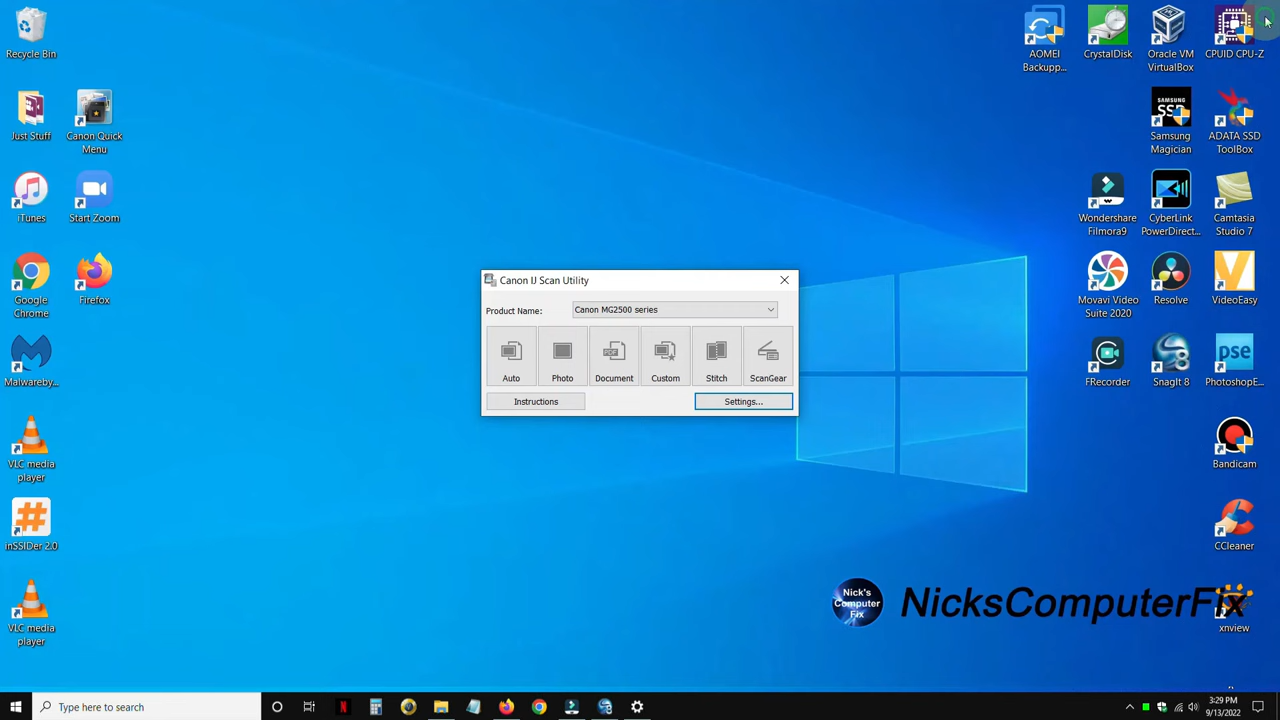 Recycle Bin
Just Stuff
Canon Quick
Menu
iTunes
Start Zoom
Google
Chrome
Firefox
Malwareby...
VLC media
player
inSSIDer 2.0
VLC media
player
AOMEI
Backupp...
CrystalDisk
Oracle VM
VirtualBox
CPUID CPU-Z
SAMSUNG
SSD
Samsung
Magician
ADATA SSD
ToolBox
Wondershare
Filmora9
CyberLink
PowerDirect...
Camtasia
Studio 7
Movavi Video
Suite 2020
Resolve
VideoEasy
FRecorder
SnagIt 8
pse
PhotoshopE...
Bandicam
CCleaner
xnview
Canon IJ Scan Utility
Product Name:
Canon MG2500 series
PDF
Auto
Photo
Document
Custom
Stitch
ScanGear
Instructions
Settings...
Nick's
Computer
Fix
NicksComputerFix
Type here to search
3:29 PM
9/13/2022